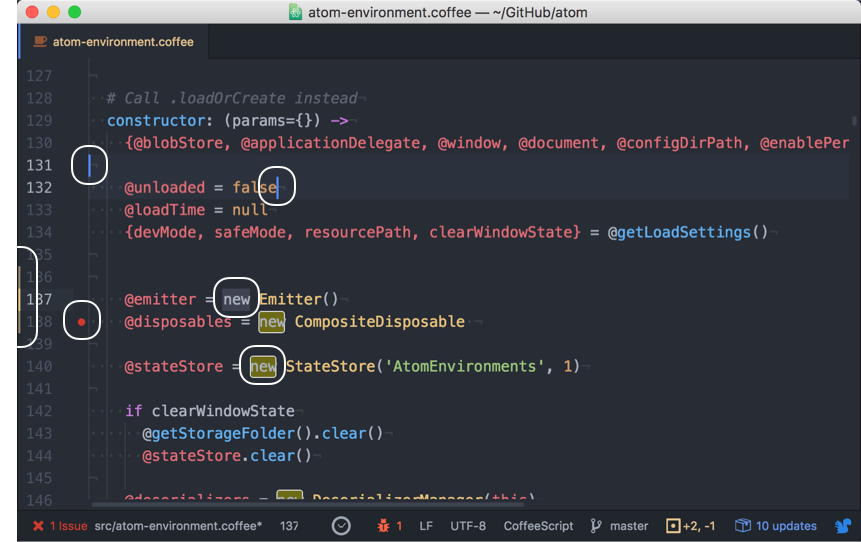 atom-environment.coffee — ~/GitHub/atom
atom-environment.coffee
127
128 # Call .loadOrCreate instead
129 constructor: (params={}) ->
130 {@blobStore, @applicationDelegate, @window, @document, @configDirPath, @enablePer
131
132 @unloaded = false
133 @loadTime = null
134 {devMode, safeMode, resourcePath, clearWindowState} = @getLoadSettings()
135
136
137 @emitter = new Emitter()
138 @disposables = new CompositeDisposable
139
140 @stateStore = new StateStore('AtomEnvironments', 1)
141
142 if clearWindowState
143 @getStorageFolder().clear()
144 @stateStore.clear()
145
146 @deserializers = new DeserializerManager(this)
1 Issue src/atom-environment.coffee* 137 1 LF UTF-8 CoffeeScript master +2, -1 10 updates